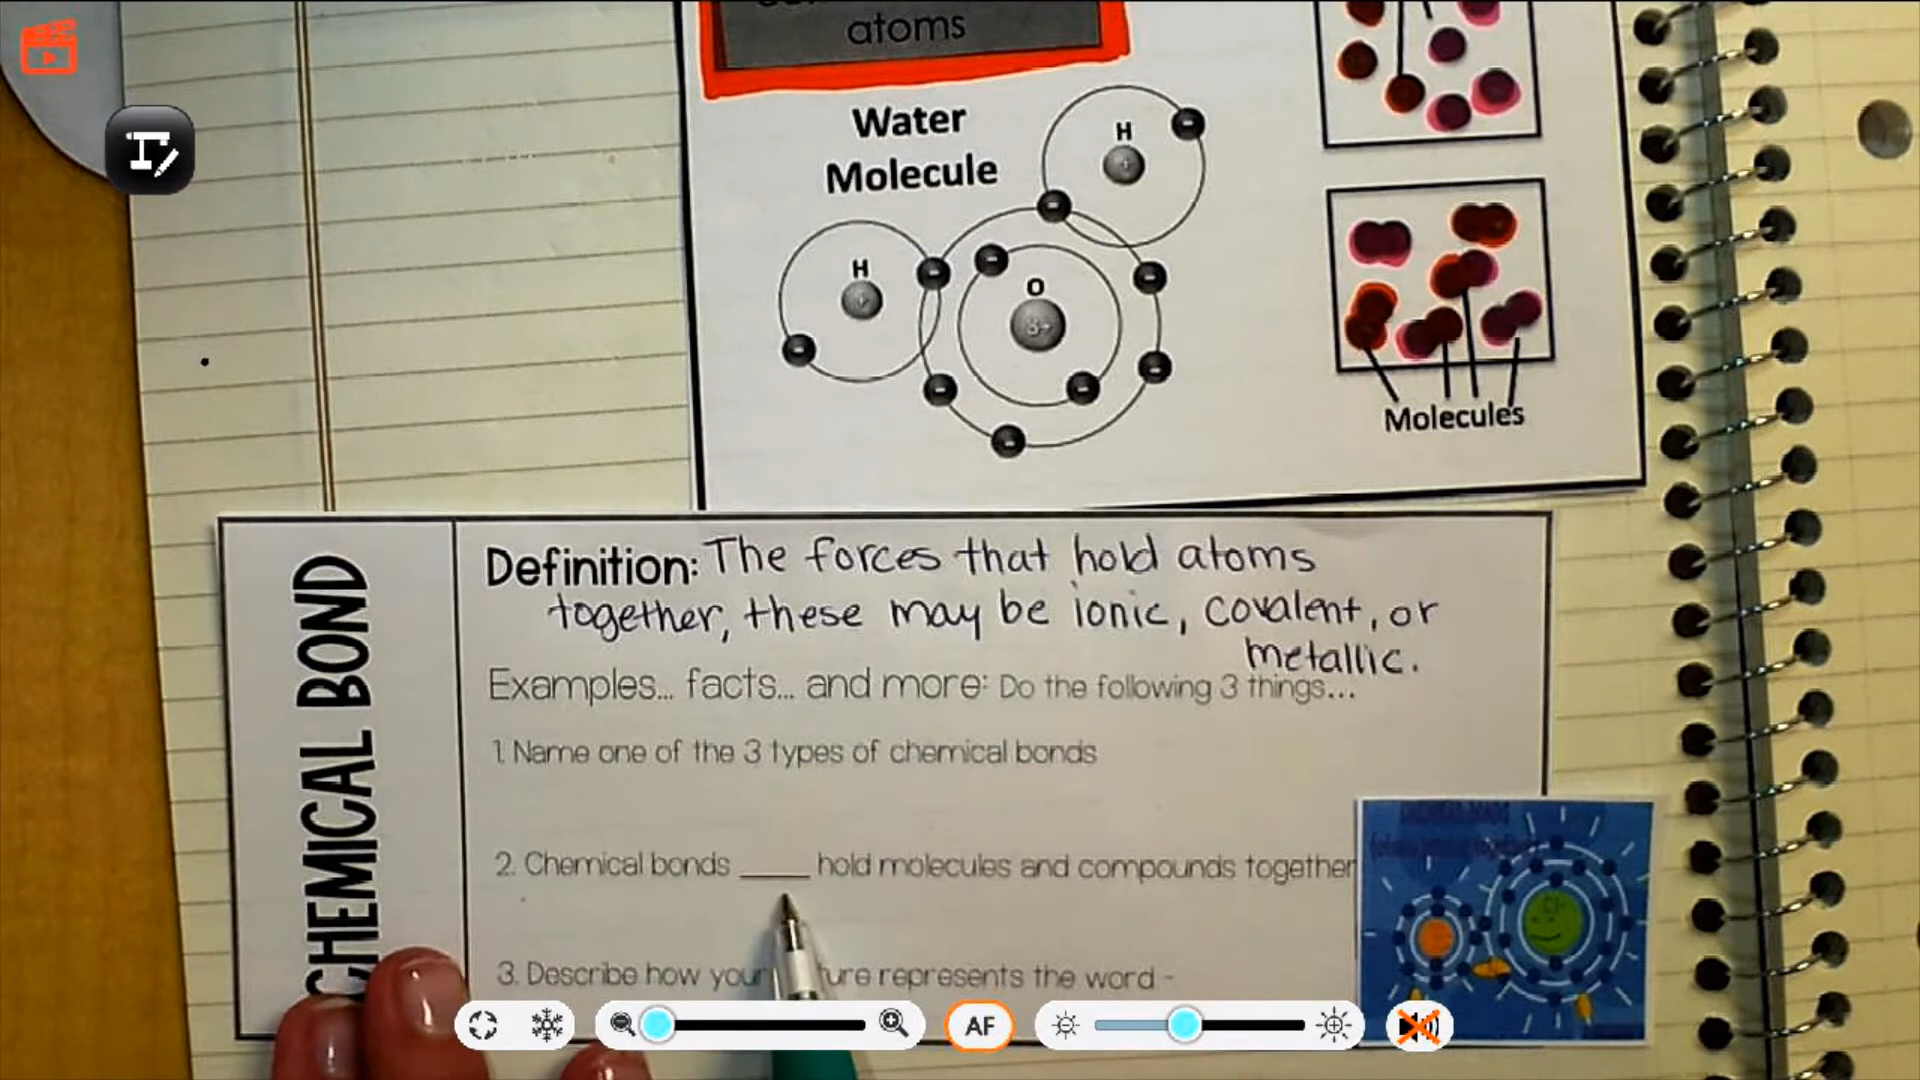 atoms
Water
Molecule
H
H
O
8+
Molecules
CHEMICAL BOND
Definition: The forces that hold atoms
together, these may be ionic, covalent, or
metallic.
Examples... facts... and more: Do the following 3 things...
1. Name one of the 3 types of chemical bonds
2. Chemical bonds ____ hold molecules and compounds together
3. Describe how your ture represents the word -
Cl-
AF